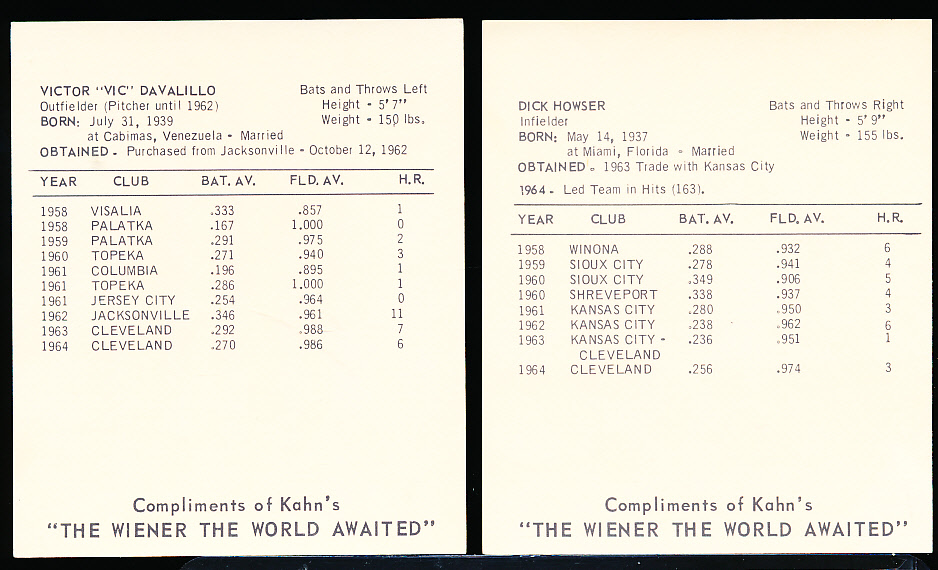 VICTOR "VIC" DAVALILLO Bats and Throws Left
Outfielder (Pitcher until 1962) Height - 5'7"
BORN: July 31, 1939 Weight - 150 lbs.
at Cabimas, Venezuela - Married
OBTAINED - Purchased from Jacksonville - October 12, 1962
YEAR CLUB BAT. AV. FLD. AV. H.R.
1958 VISALIA .333 .857 1
1958 PALATKA .167 1.000 0
1959 PALATKA .291 .975 2
1960 TOPEKA .271 .940 3
1961 COLUMBIA .196 .895 1
1961 TOPEKA .286 1.000 1
1961 JERSEY CITY .254 .964 0
1962 JACKSONVILLE .346 .961 11
1963 CLEVELAND .292 .988 7
1964 CLEVELAND .270 .986 6
Compliments of Kahn's
"THE WIENER THE WORLD AWAITED"
DICK HOWSER Bats and Throws Right
Infielder Height - 5'9"
BORN: May 14, 1937 Weight - 155 lbs.
at Miami, Florida - Married
OBTAINED - 1963 Trade with Kansas City
1964 - Led Team in Hits (163).
YEAR CLUB BAT. AV. FLD. AV. H.R.
1958 WINONA .288 .932 6
1959 SIOUX CITY .278 .941 4
1960 SIOUX CITY .349 .906 5
1960 SHREVEPORT .338 .937 4
1961 KANSAS CITY .280 .950 3
1962 KANSAS CITY .238 .962 6
1963 KANSAS CITY - .236 .951 1
CLEVELAND
1964 CLEVELAND .256 .974 3
Compliments of Kahn's
"THE WIENER THE WORLD AWAITED"